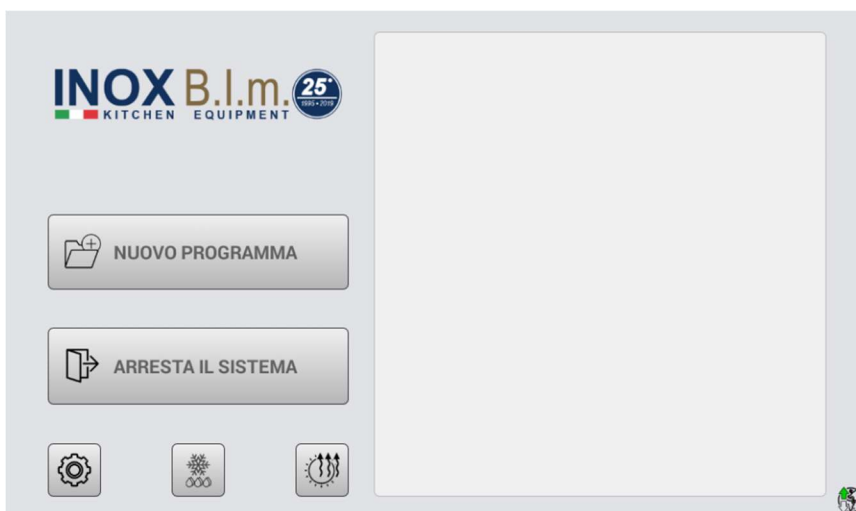 INOX B.I.m. 25°
1995 • 2019
KITCHEN EQUIPMENT
NUOVO PROGRAMMA
ARRESTA IL SISTEMA